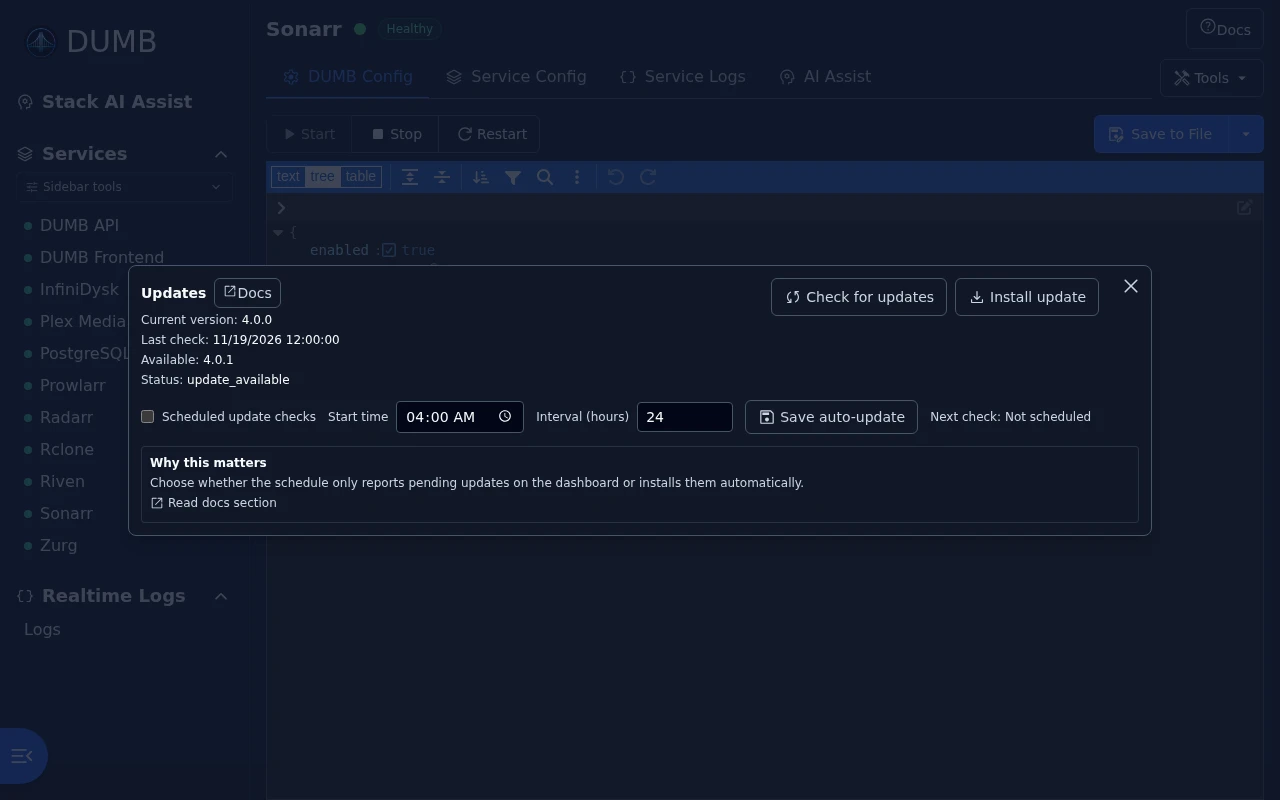 DUMB
Stack AI Assist
Services
Sidebar tools
DUMB API
DUMB Frontend
InfiniDysk
Plex Media
PostgreSQL
Prowlarr
Radarr
Rclone
Riven
Sonarr
Zurg
Realtime Logs
Logs
Sonarr
Healthy
Docs
DUMB Config
Service Config
Service Logs
AI Assist
Tools
Start
Stop
Restart
Save to File
text
tree
table
{
enabled : true
Updates
Docs
Check for updates
Install update
Current version: 4.0.0
Last check: 11/19/2026 12:00:00
Available: 4.0.1
Status: update_available
Scheduled update checks
Start time
04:00 AM
Interval (hours)
24
Save auto-update
Next check: Not scheduled
Why this matters
Choose whether the schedule only reports pending updates on the dashboard or installs them automatically.
Read docs section